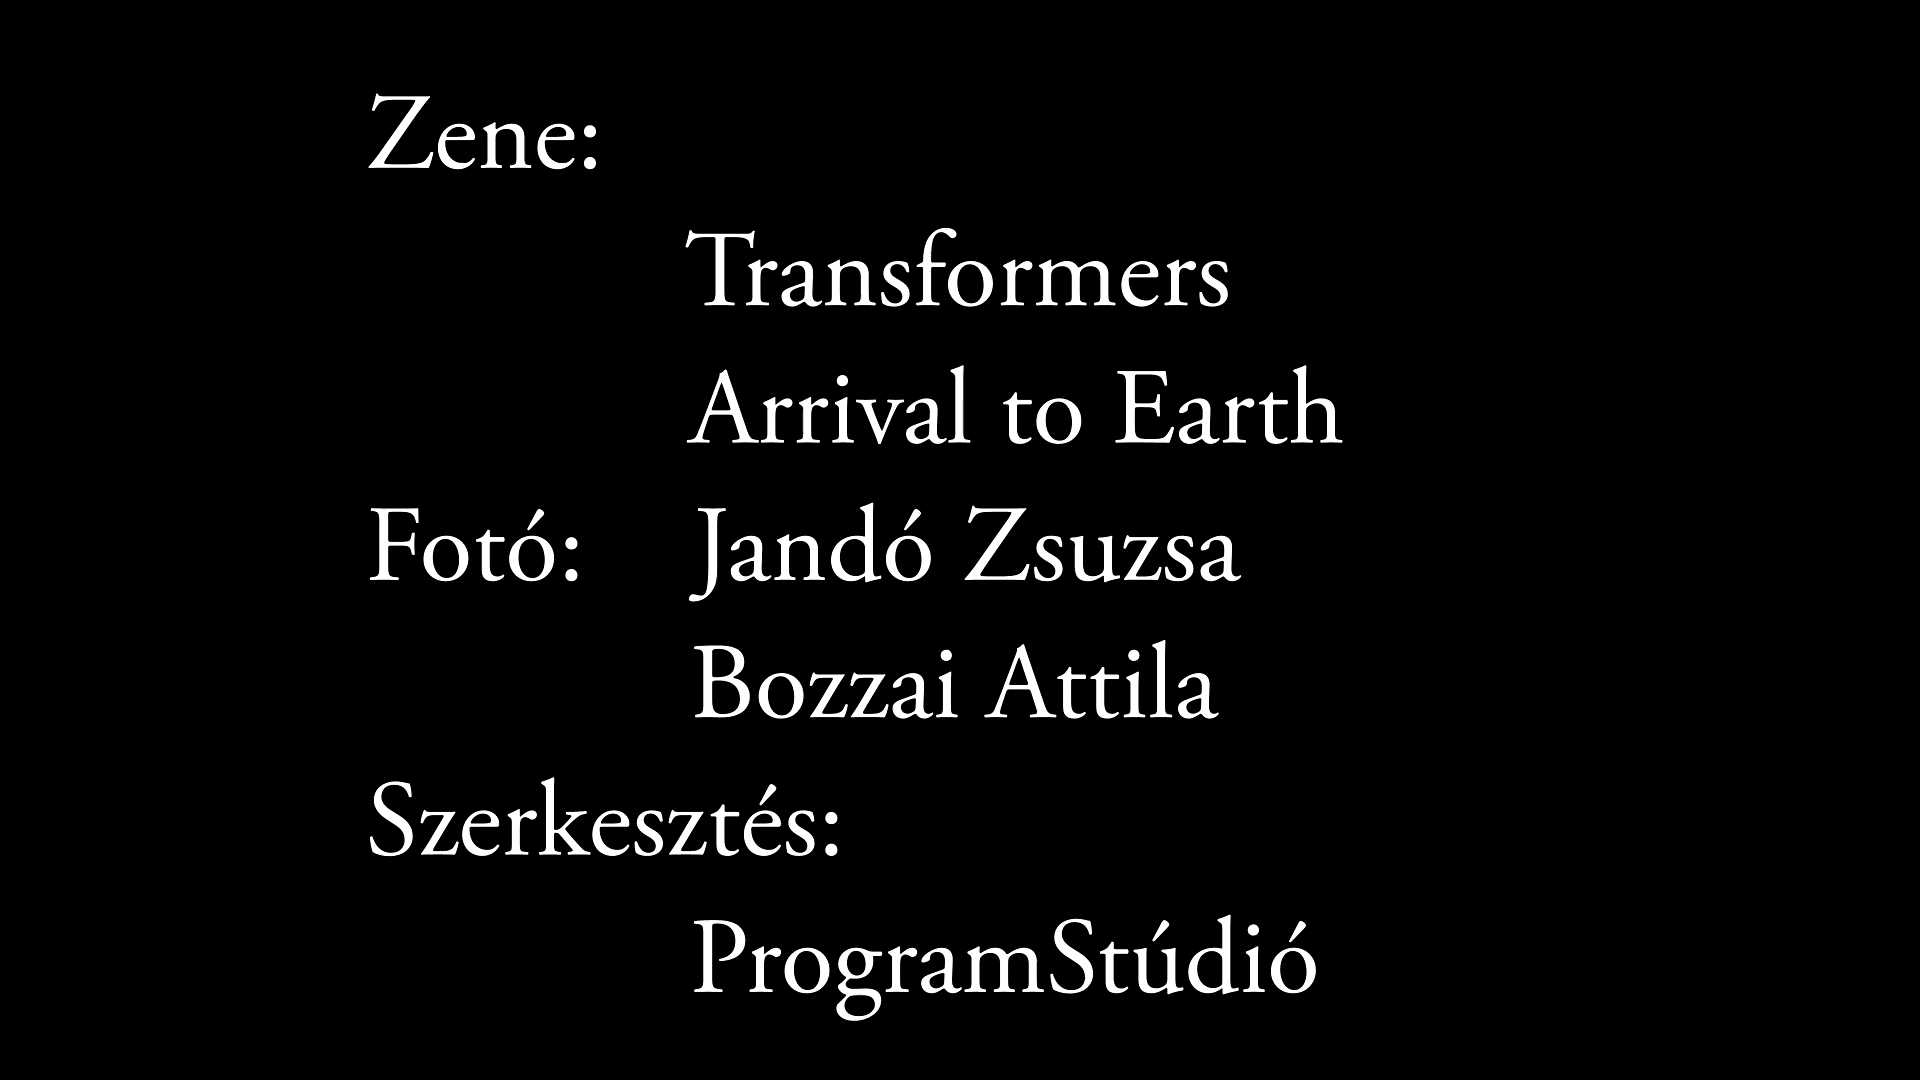 Zene:
Transformers
Arrival to Earth
Fotó: Jandó Zsuzsa
Bozzai Attila
Szerkesztés:
ProgramStúdió